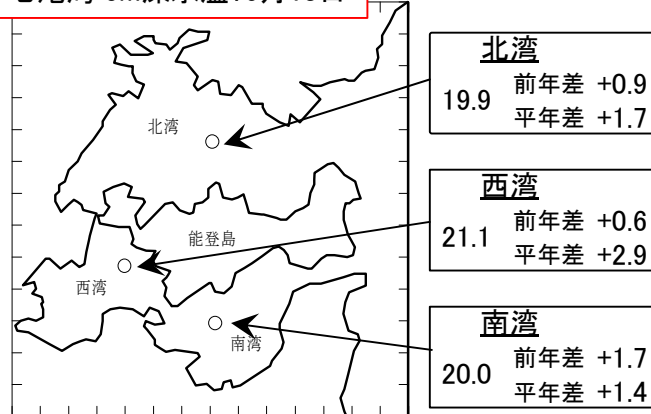 北湾
19.9 前年差 +0.9
平年差 +1.7
西湾
21.1 前年差 +0.6
平年差 +2.9
南湾
20.0 前年差 +1.7
平年差 +1.4
北湾
能登島
西湾
南湾